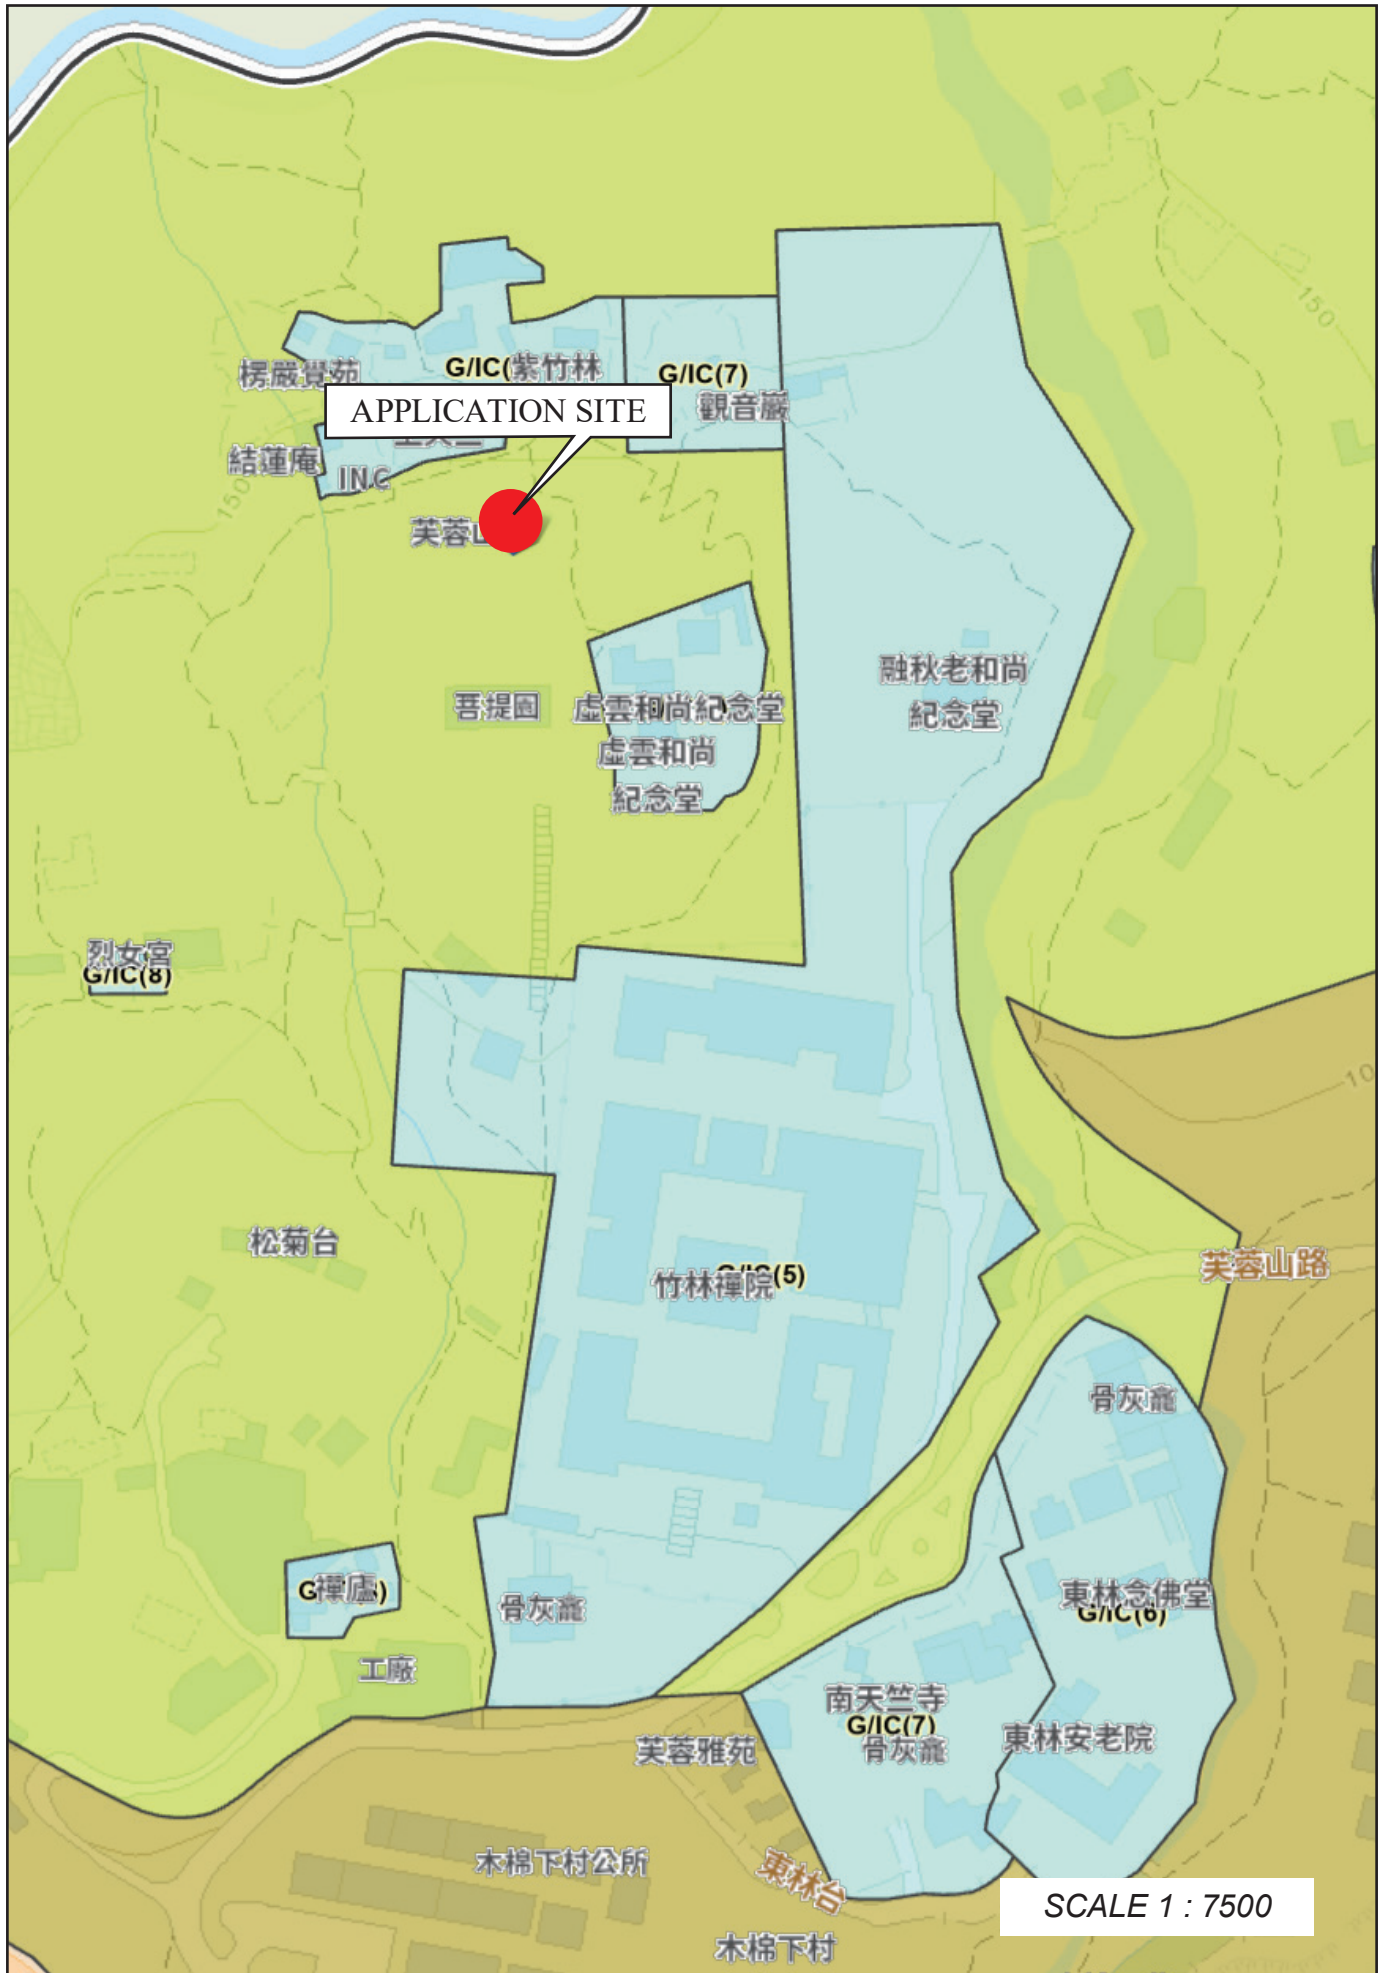 150
楞嚴覺苑
G/IC(
紫竹林
G/IC(7)
觀音巖
APPLICATION SITE
結蓮庵
INC
150
芙蓉山
融秋老和尚
紀念堂
菩提園
虛雲和尚紀念堂
虛雲和尚
紀念堂
烈女宮
G/IC(8)
10
松菊台
芙蓉山路
竹林禪院
(5)
骨灰龕
禪廬
骨灰龕
東林念佛堂
G/IC(6)
工廠
南天竺寺
G/IC(7)
骨灰龕
東林安老院
芙蓉雅苑
木棉下村公所
東林台
SCALE 1 : 7500
木棉下村